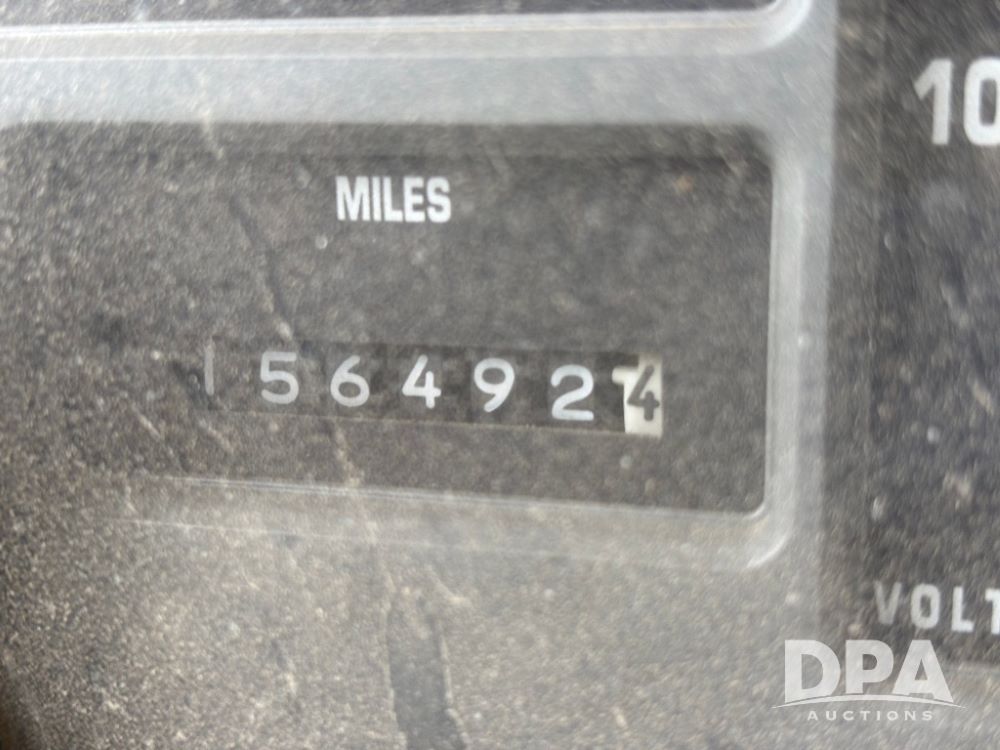 10
MILES
1564924
VOLT
DPA
AUCTIONS